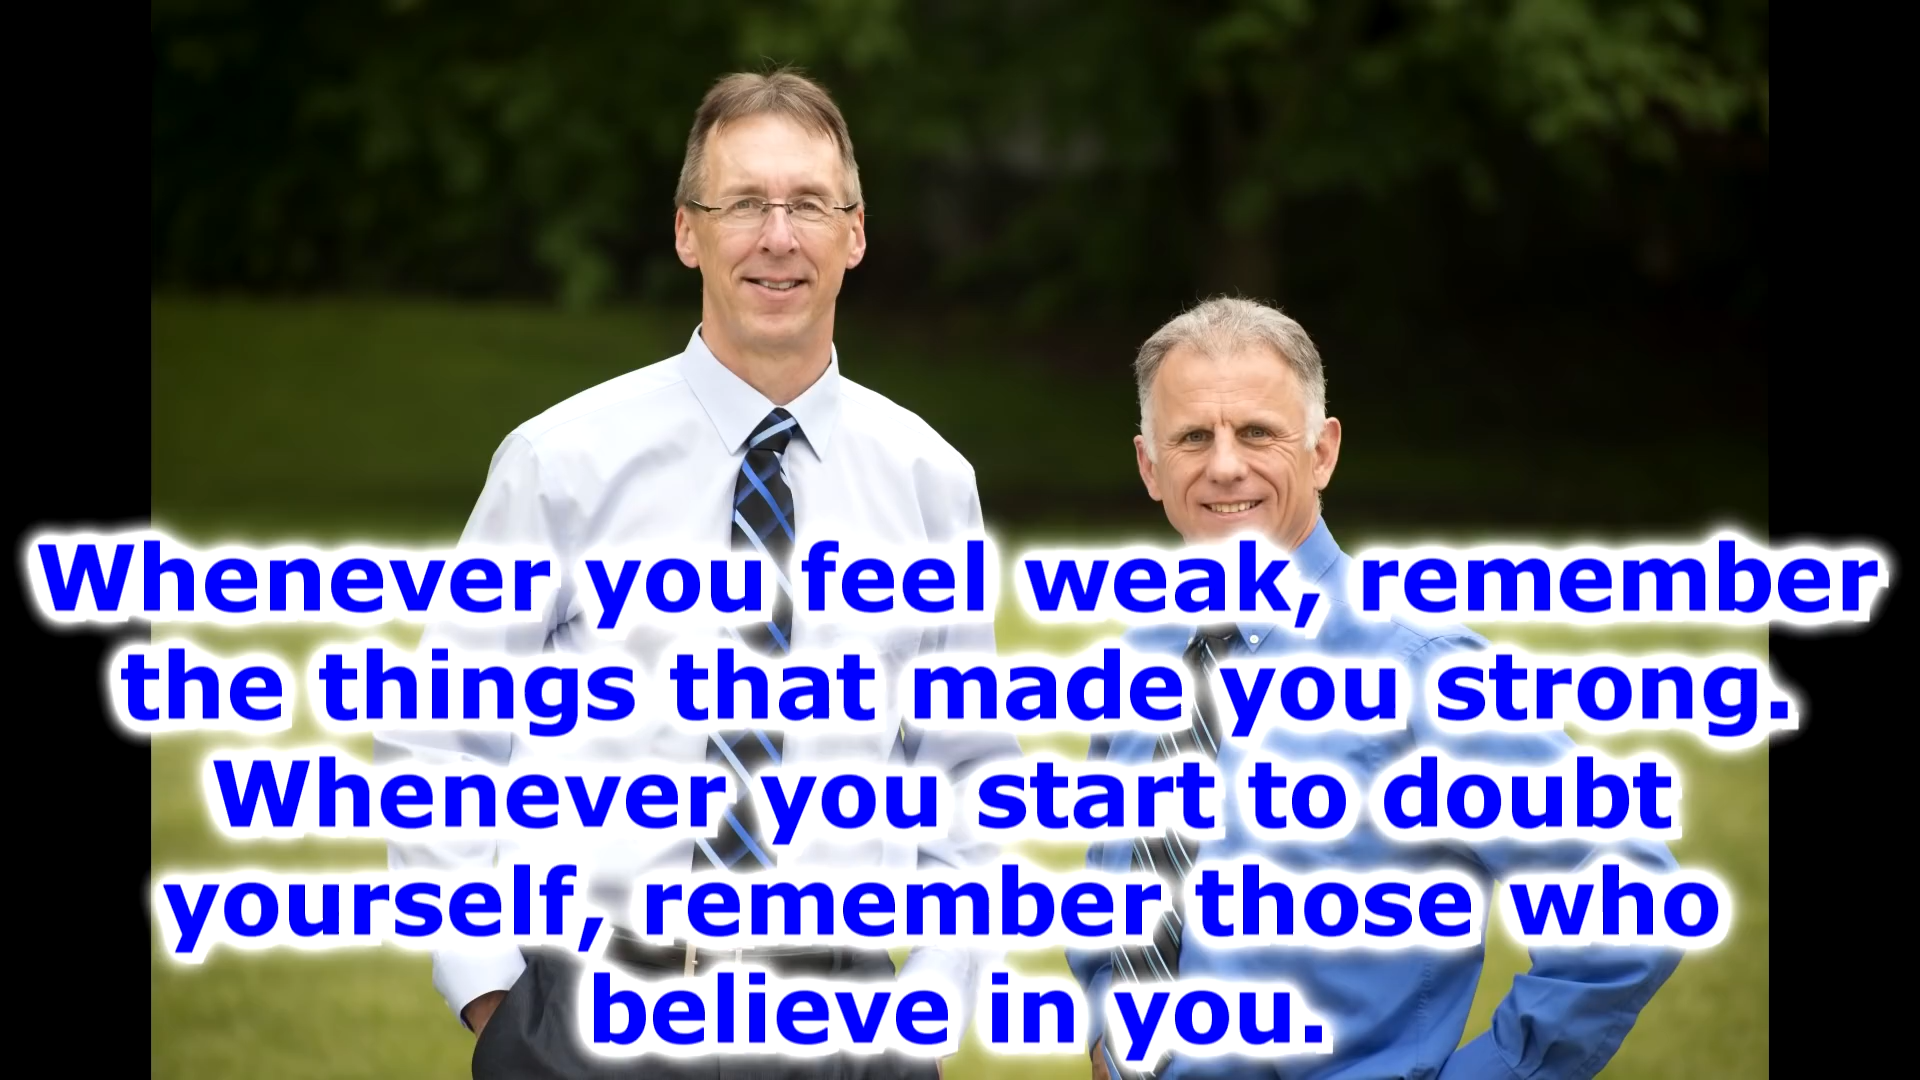 Whenever you feel weak, remember
the things that made you strong.
Whenever you start to doubt
yourself, remember those who
believe in you.